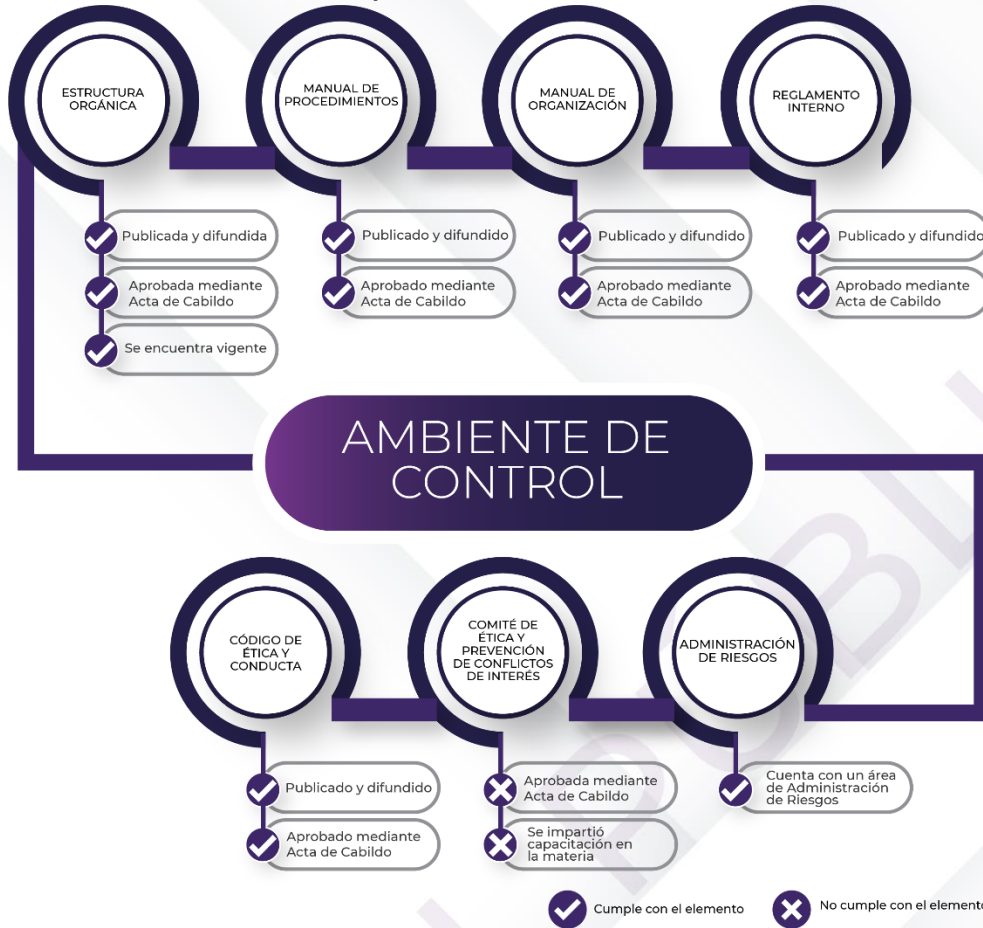 ESTRUCTURA
ORGÁNICA
MANUAL DE
PROCEDIMIENTOS
MANUAL DE
ORGANIZACIÓN
REGLAMENTO
INTERNO
Publicada y difundida
Aprobada mediante
Acta de Cabildo
Se encuentra vigente
Publicado y difundido
Aprobado mediante
Acta de Cabildo
Publicado y difundido
Aprobado mediante
Acta de Cabildo
Publicado y difundido
Aprobado mediante
Acta de Cabildo
AMBIENTE DE
CONTROL
CÓDIGO DE
ÉTICA Y
CONDUCTA
COMITÉ DE
ÉTICA Y
PREVENCIÓN
DE CONFLICTOS
DE INTERÉS
ADMINISTRACIÓN
DE RIESGOS
Publicado y difundido
Aprobado mediante
Acta de Cabildo
Aprobada mediante
Acta de Cabildo
Se impartió
capacitación en
la materia
Cuenta con un área
de Administración
de Riesgos
Cumple con el elemento
No cumple con el elemento